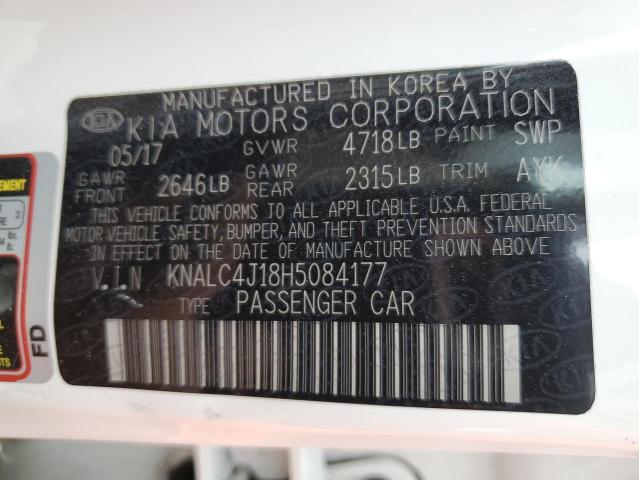 MANUFACTURED IN KOREA BY
KIA KIA MOTORS CORPORATION
05/17 GVWR 4718LB PAINT SWP
GAWR FRONT 2646LB GAWR REAR 2315LB TRIM AYK
THIS VEHICLE CONFORMS TO ALL APPLICABLE U.S.A. FEDERAL
MOTOR VEHICLE SAFETY, BUMPER, AND THEFT PREVENTION STANDARDS
IN EFFECT ON THE DATE OF MANUFACTURE SHOWN ABOVE
V.I.N KNALC4J18H5084177
TYPE PASSENGER CAR
FD